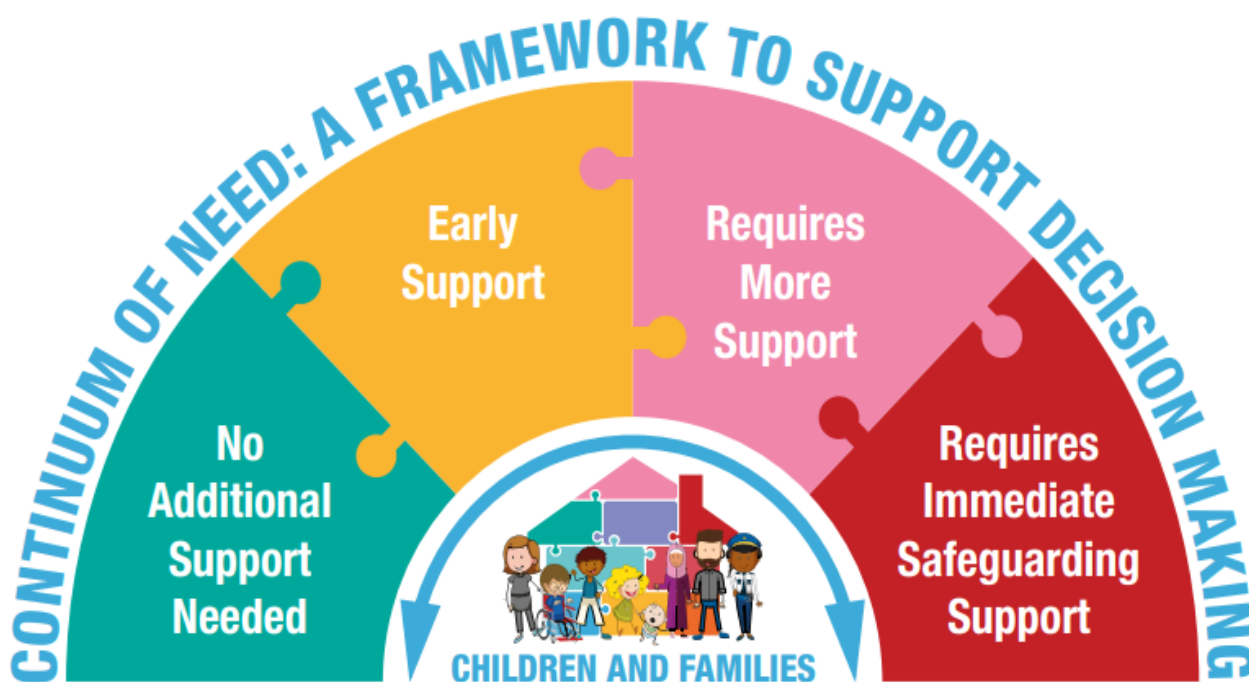 CONTINUUM OF NEED: A FRAMEWORK TO SUPPORT DECISION MAKING
No
Additional
Support
Needed
Early
Support
Requires
More
Support
Requires
Immediate
Safeguarding
Support
CHILDREN AND FAMILIES